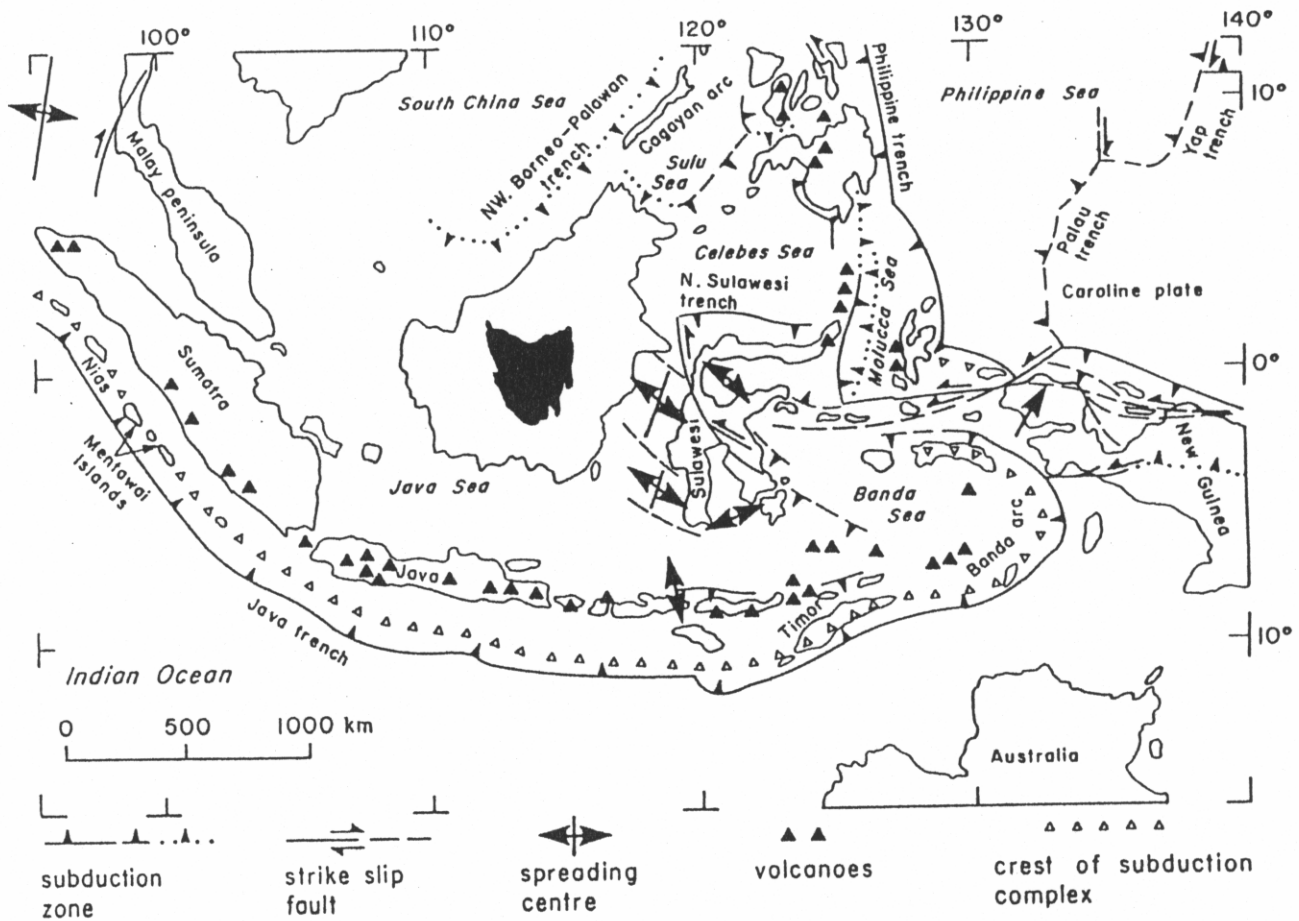 100°
110°
120°
130°
140°
South China Sea
Philippine Sea
10°
Malay peninsula
NW. Borneo-Palawan
trench
Cagayan arc
Sulu
Sea
Philippine trench
Yap
trench
Palau
trench
Celebes Sea
N. Sulawesi
trench
Molucca Sea
Caroline plate
0°
Sumatra
Nias
Mentawai
Islands
Sulawesi
Java Sea
Banda
Sea
New
Guinea
Banda arc
Java
Timor
Java trench
10°
Indian Ocean
0 500 1000 km
Australia
subduction
zone
strike slip
fault
spreading
centre
volcanoes
crest of subduction
complex